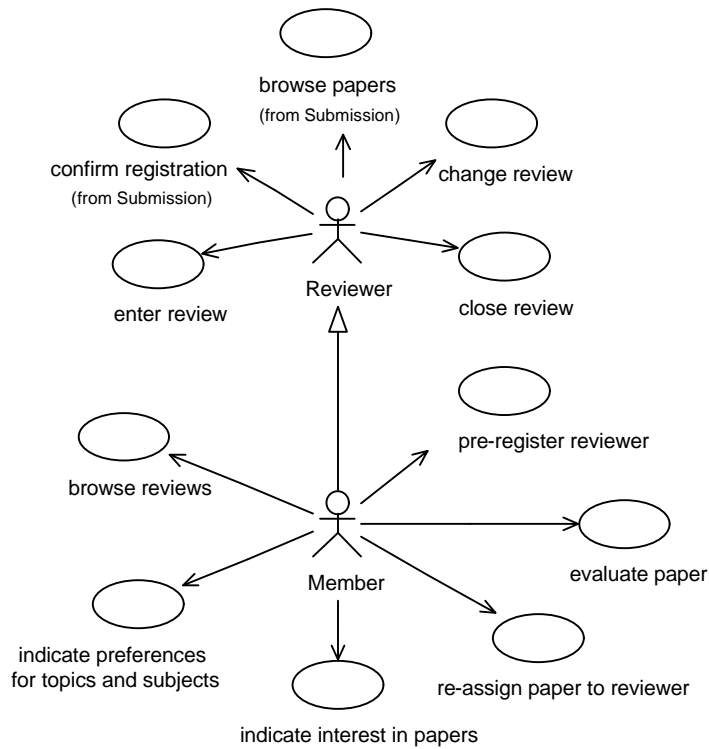 browse papers
(from Submission)
confirm registration
(from Submission)
change review
Reviewer
enter review
close review
pre-register reviewer
browse reviews
evaluate paper
Member
indicate preferences
for topics and subjects
re-assign paper to reviewer
indicate interest in papers